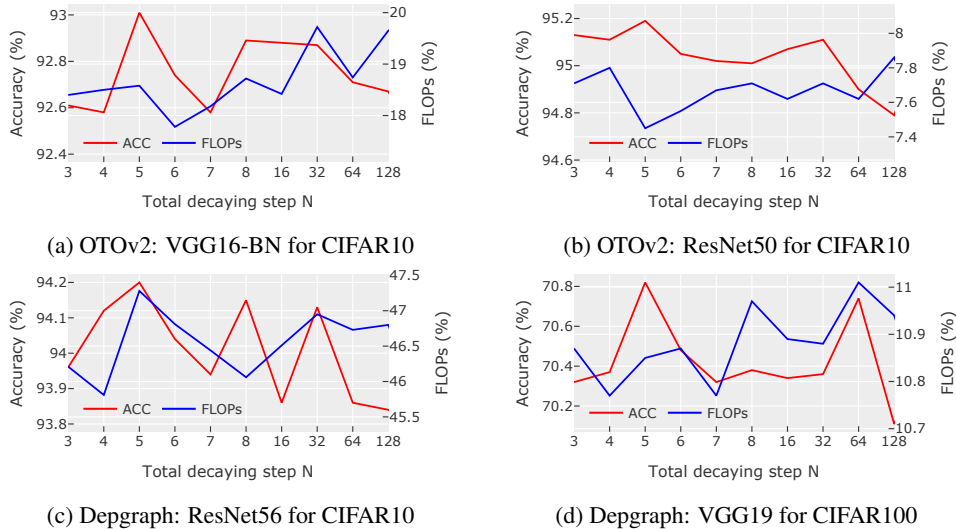 93
92.8
92.6
92.4
20
19
18
Accuracy (%)
FLOPs (%)
ACC
FLOPs
3 4 5 6 7 8 16 32 64 128
Total decaying step N
(a) OTOv2: VGG16-BN for CIFAR10
95.2
95
94.8
94.6
8
7.8
7.6
7.4
Accuracy (%)
FLOPs (%)
ACC
FLOPs
3 4 5 6 7 8 16 32 64 128
Total decaying step N
(b) OTOv2: ResNet50 for CIFAR10
94.2
94.1
94
93.9
93.8
47.5
47
46.5
46
45.5
Accuracy (%)
FLOPs (%)
ACC
FLOPs
3 4 5 6 7 8 16 32 64 128
Total decaying step N
(c) Depgraph: ResNet56 for CIFAR10
70.8
70.6
70.4
70.2
11
10.9
10.8
10.7
Accuracy (%)
FLOPs (%)
ACC
FLOPs
3 4 5 6 7 8 16 32 64 128
Total decaying step N
(d) Depgraph: VGG19 for CIFAR100